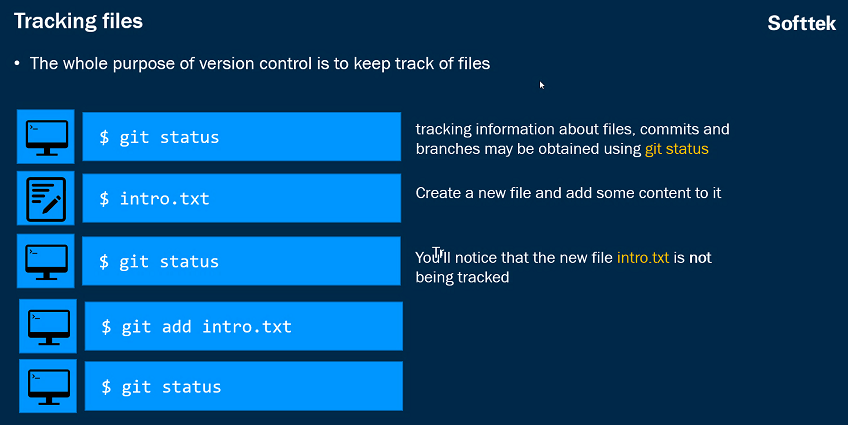 Tracking files
Softtek
• The whole purpose of version control is to keep track of files
$ git status
tracking information about files, commits and
branches may be obtained using git status
$ intro.txt
Create a new file and add some content to it
$ git status
Tr
You'll notice that the new file intro.txt is not
being tracked
$ git add intro.txt
$ git status